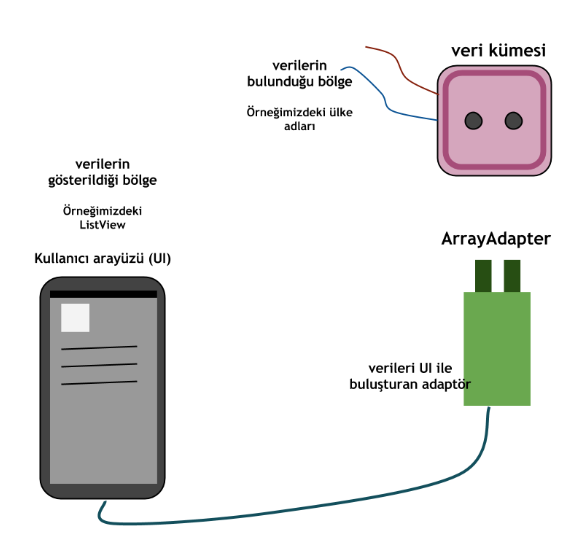 veri kümesi
verilerin
bulunduğu bölge
Örneğimizdeki ülke
adları
verilerin
gösterildiği bölge
Örneğimizdeki
ListView
Kullanıcı arayüzü (UI)
ArrayAdapter
verileri UI ile
buluşturan adaptör